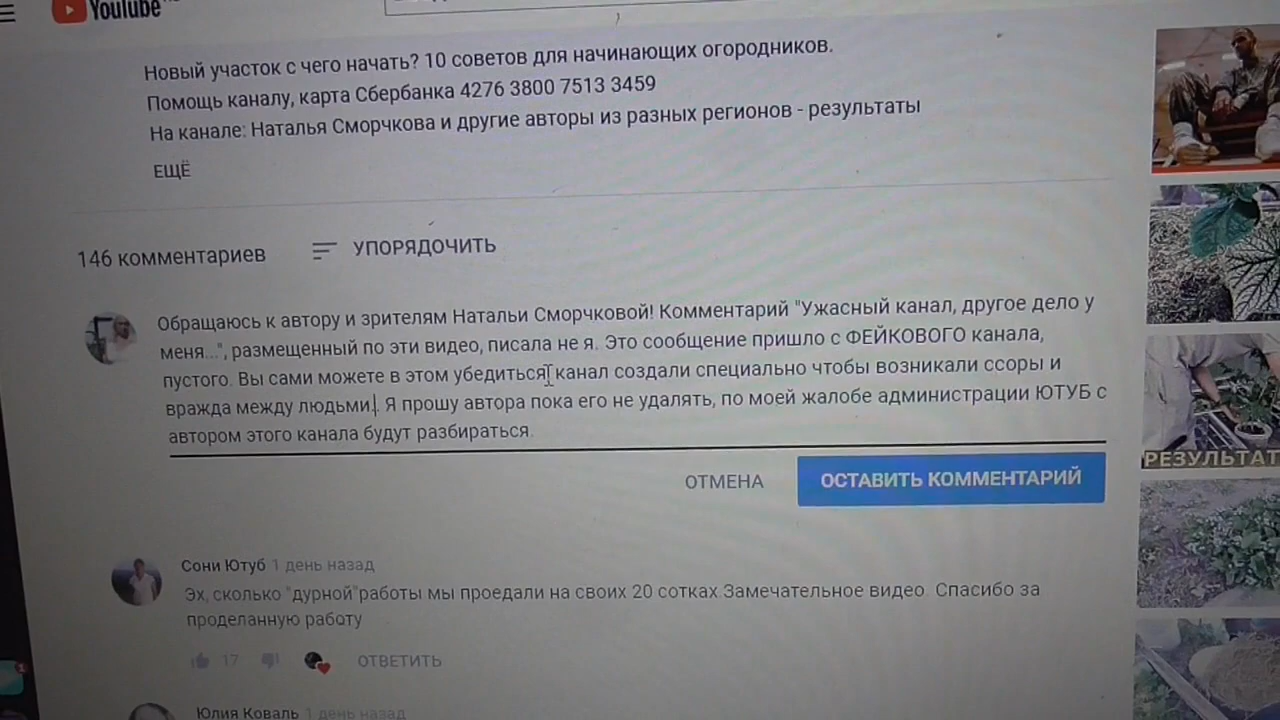 YouTube
Новый участок с чего начать? 10 советов для начинающих огородников.
Помощь каналу, карта Сбербанка 4276 3800 7513 3459
На канале: Наталья Сморчкова и другие авторы из разных регионов - результаты
ЕЩЁ
146 комментариев
УПОРЯДОЧИТЬ
Обращаюсь к автору и зрителям Натальи Сморчковой! Комментарий "Ужасный канал, другое дело у
меня...", размещенный по эти видео, писала не я. Это сообщение пришло с ФЕЙКОВОГО канала,
пустого. Вы сами можете в этом убедиться, канал создали специально чтобы возникали ссоры и
вражда между людьми. Я прошу автора пока его не удалять, по моей жалобе администрации ЮТУБ с
автором этого канала будут разбираться.
ОТМЕНА
ОСТАВИТЬ КОММЕНТАРИЙ
РЕЗУЛЬТАТ
Сони Ютуб 1 день назад
Эх, сколько "дурной"работы мы проедали на своих 20 сотках.Замечательное видео. Спасибо за
проделанную работу
17
ОТВЕТИТЬ
Юлия Коваль 1 день назад